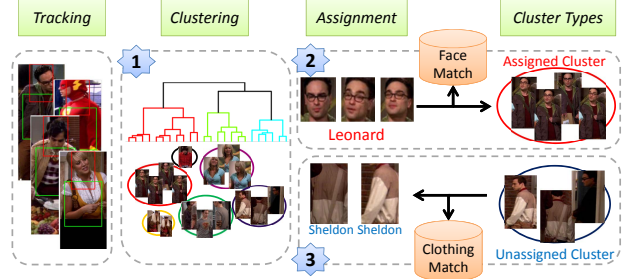 Tracking
Clustering
Assignment
Cluster Types
1
2
Face
Match
Assigned Cluster
Leonard
Sheldon Sheldon
Clothing
Match
Unassigned Cluster
3